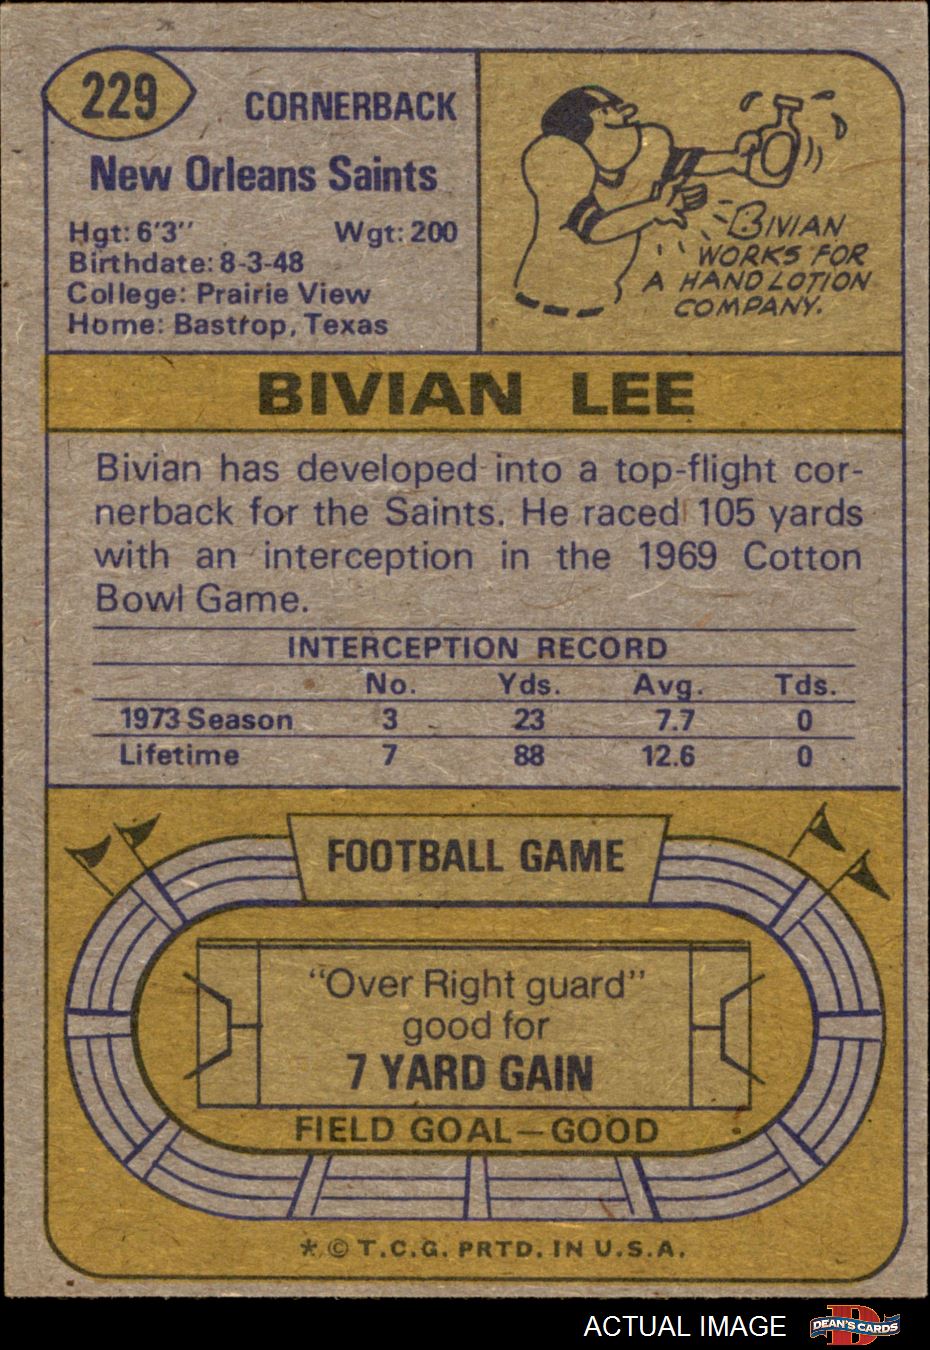 229
CORNERBACK
New Orleans Saints
Hgt: 6'3" Wgt: 200
Birthdate: 8-3-48
College: Prairie View
Home: Bastrop, Texas
BIVIAN
WORKS FOR
A HAND LOTION
COMPANY.
BIVIAN LEE
Bivian has developed into a top-flight cor-
nerback for the Saints. He raced 105 yards
with an interception in the 1969 Cotton
Bowl Game.
INTERCEPTION RECORD
No. Yds. Avg. Tds.
1973 Season 3 23 7.7 0
Lifetime 7 88 12.6 0
FOOTBALL GAME
"Over Right guard"
good for
7 YARD GAIN
FIELD GOAL—GOOD
* © T.C.G. PRTD. IN U.S.A.
ACTUAL IMAGE
DEAN'S CARDS